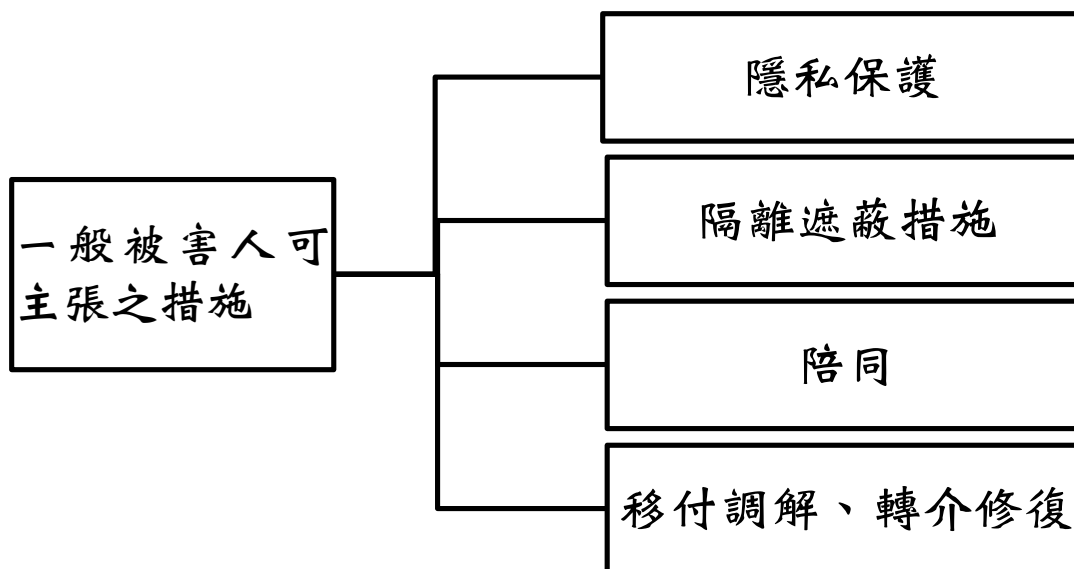 隱私保護
隔離遮蔽措施
一般被害人可
主張之措施
陪同
移付調解、轉介修復